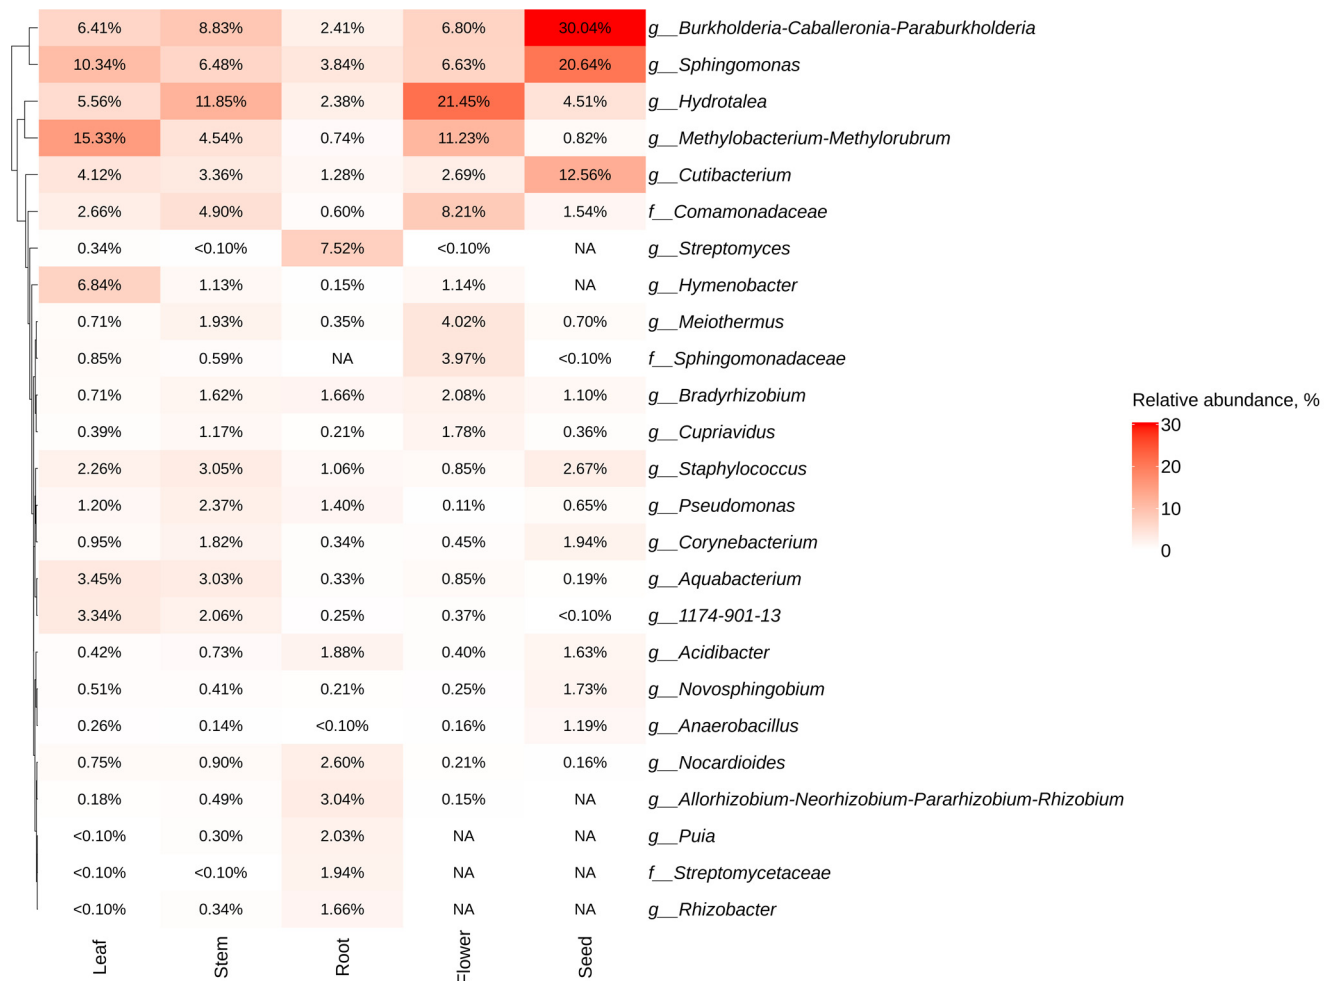 6.41% 8.83% 2.41% 6.80% 30.04% g__Burkholderia-Caballeronia-Paraburkholderia
10.34% 6.48% 3.84% 6.63% 20.64% g__Sphingomonas
5.56% 11.85% 2.38% 21.45% 4.51% g__Hydrotalea
15.33% 4.54% 0.74% 11.23% 0.82% g__Methylobacterium-Methylorubrum
4.12% 3.36% 1.28% 2.69% 12.56% g__Cutibacterium
2.66% 4.90% 0.60% 8.21% 1.54% f__Comamonadaceae
0.34% <0.10% 7.52% <0.10% NA g__Streptomyces
6.84% 1.13% 0.15% 1.14% NA g__Hymenobacter
0.71% 1.93% 0.35% 4.02% 0.70% g__Meiothermus
0.85% 0.59% NA 3.97% <0.10% f__Sphingomonadaceae
0.71% 1.62% 1.66% 2.08% 1.10% g__Bradyrhizobium
0.39% 1.17% 0.21% 1.78% 0.36% g__Cupriavidus
2.26% 3.05% 1.06% 0.85% 2.67% g__Staphylococcus
1.20% 2.37% 1.40% 0.11% 0.65% g__Pseudomonas
0.95% 1.82% 0.34% 0.45% 1.94% g__Corynebacterium
3.45% 3.03% 0.33% 0.85% 0.19% g__Aquabacterium
3.34% 2.06% 0.25% 0.37% <0.10% g__1174-901-13
0.42% 0.73% 1.88% 0.40% 1.63% g__Acidibacter
0.51% 0.41% 0.21% 0.25% 1.73% g__Novosphingobium
0.26% 0.14% <0.10% 0.16% 1.19% g__Anaerobacillus
0.75% 0.90% 2.60% 0.21% 0.16% g__Nocardioides
0.18% 0.49% 3.04% 0.15% NA g__Allorhizobium-Neorhizobium-Pararhizobium-Rhizobium
<0.10% 0.30% 2.03% NA NA g__Puia
<0.10% <0.10% 1.94% NA NA f__Streptomycetaceae
<0.10% 0.34% 1.66% NA NA g__Rhizobacter
Leaf Stem Root Flower Seed
Relative abundance, %
30
20
10
0